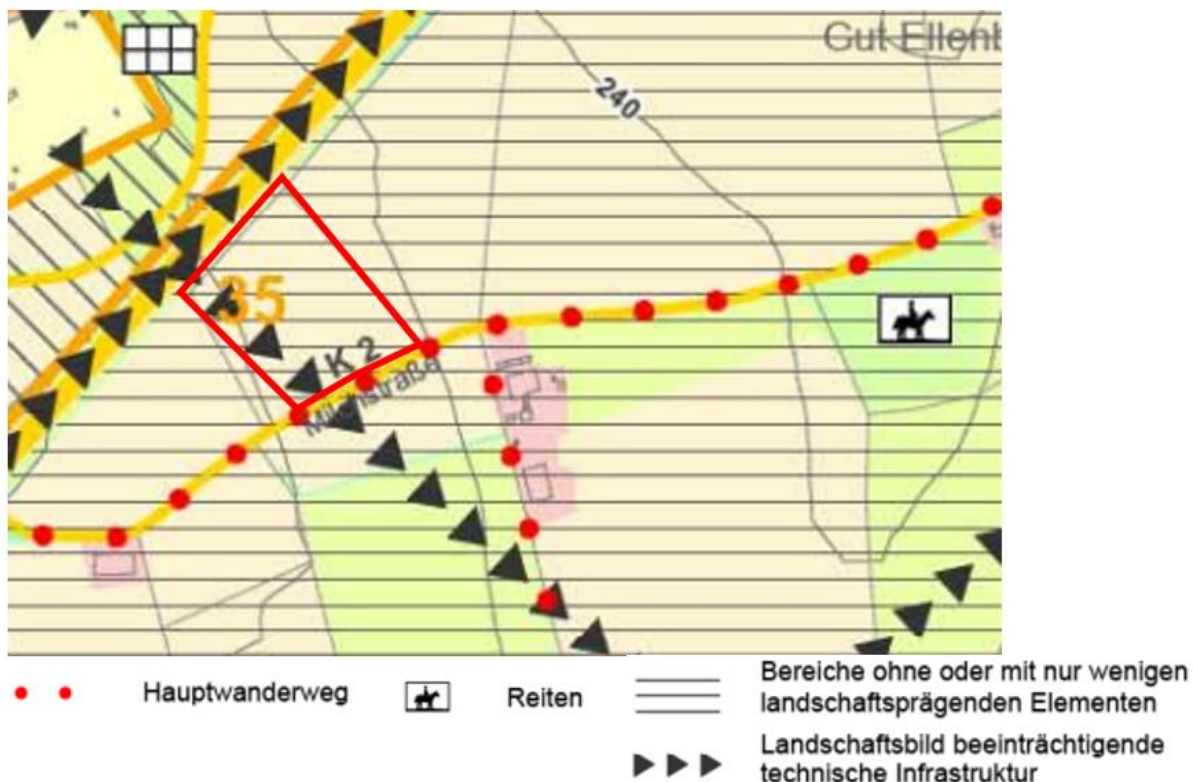 Gut Ellenb
240
35
K 2
Hauptwanderweg
Reiten
Bereiche ohne oder mit nur wenigen
landschaftsprägenden Elementen
Landschaftsbild beeinträchtigende
technische Infrastruktur